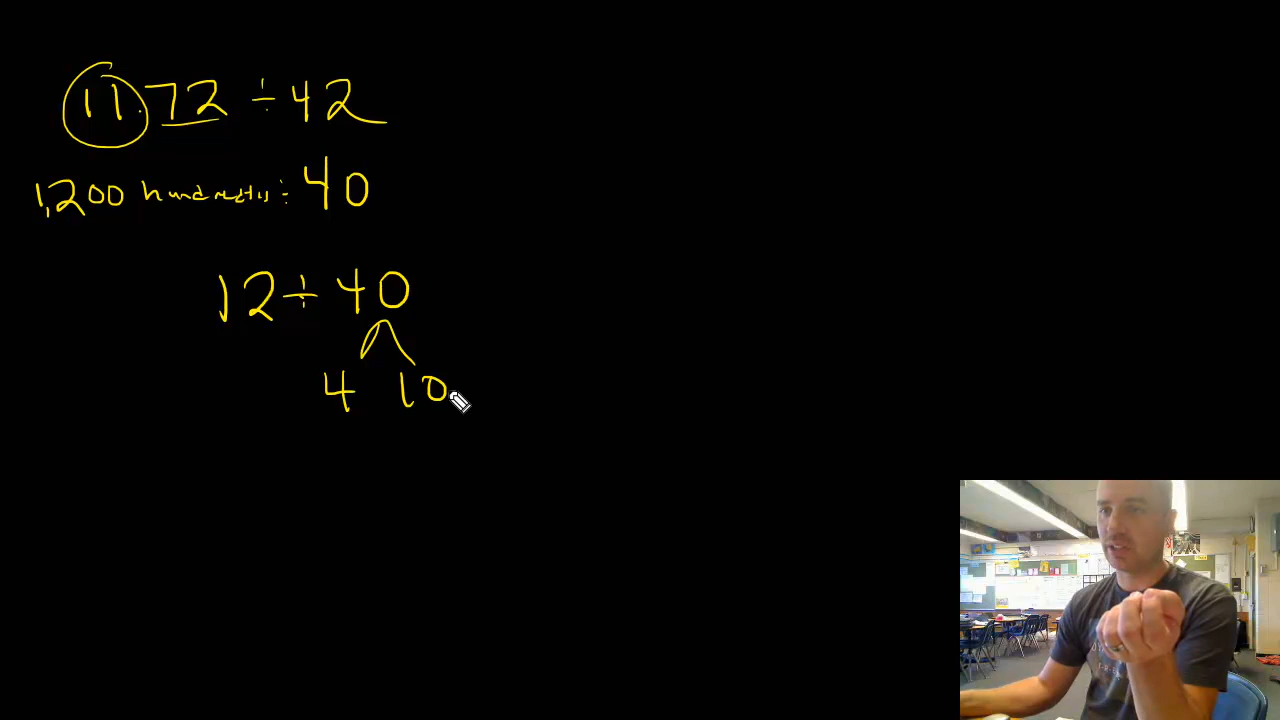 11.72 ÷ 42
1,200 hundredths ÷ 40
12 ÷ 40
4 10